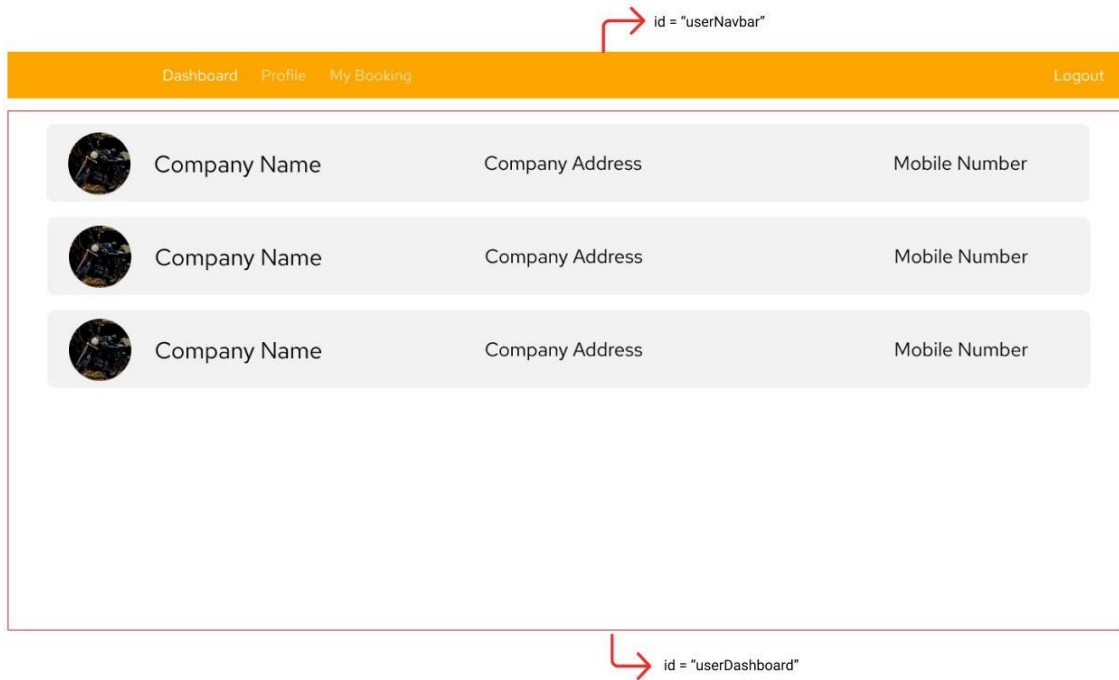 id = “userNavbar”
Dashboard Profile My Booking Logout
Company Name Company Address Mobile Number
Company Name Company Address Mobile Number
Company Name Company Address Mobile Number
id = “userDashboard”